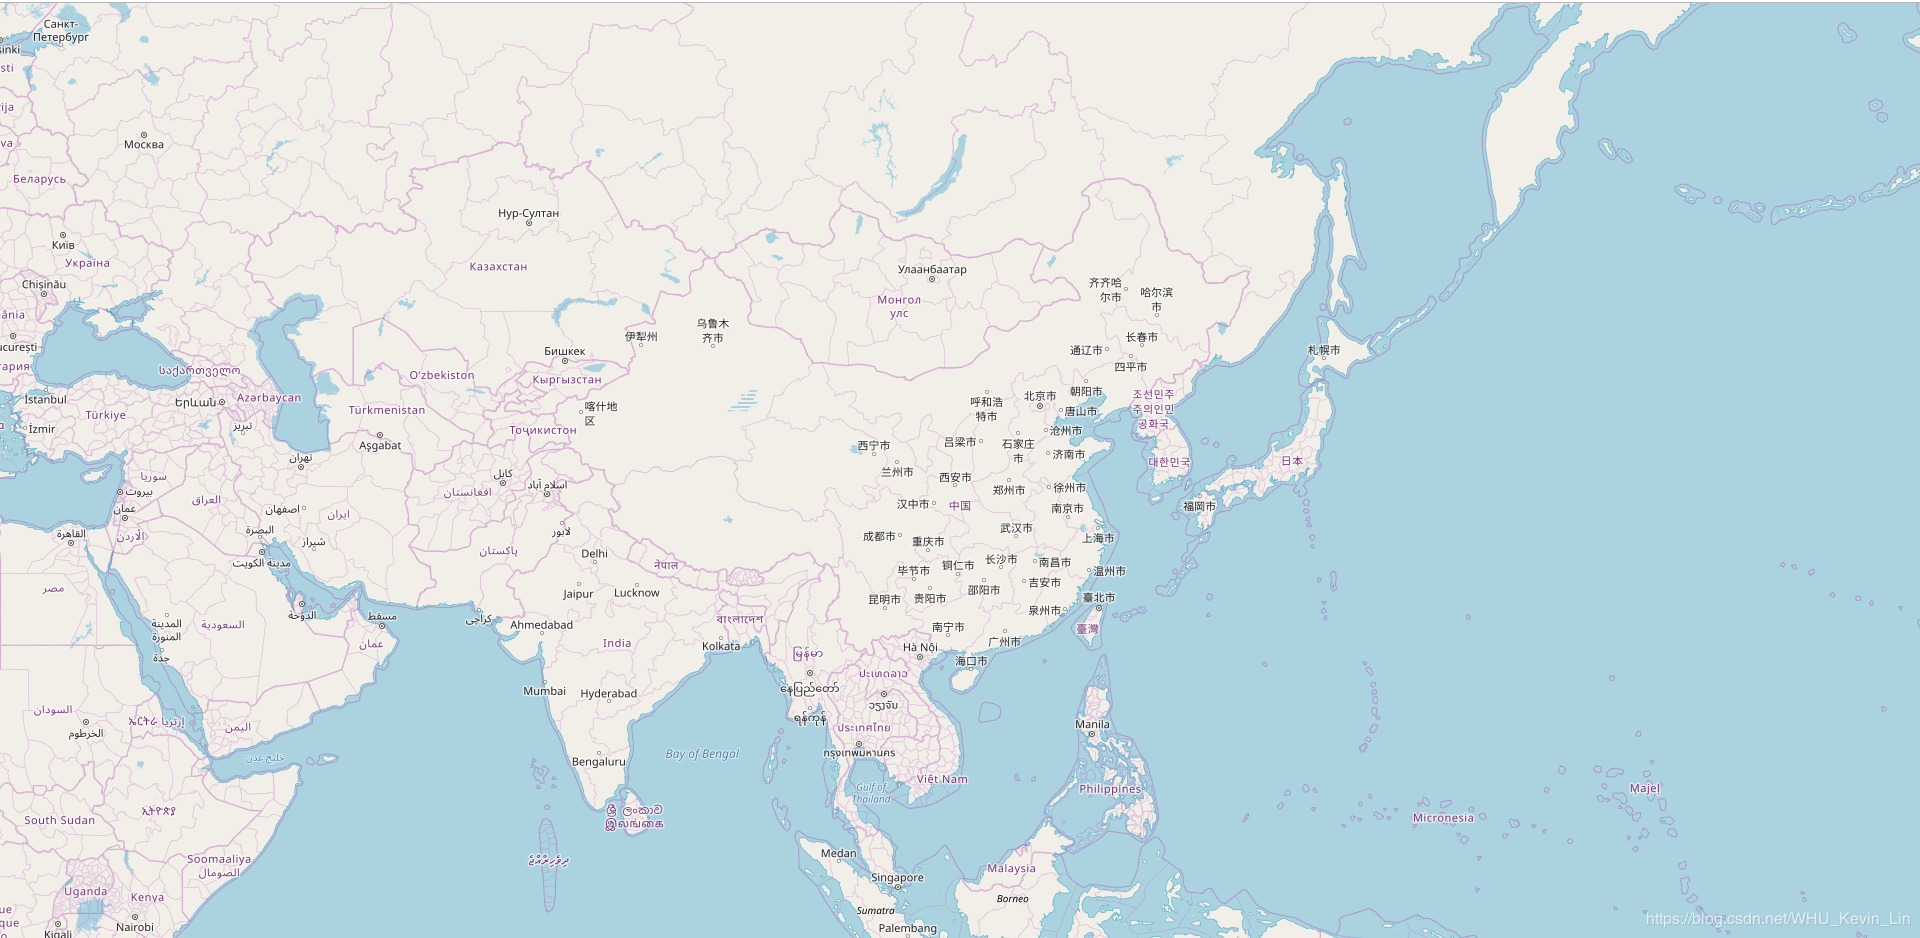 Санкт-
Петербург
sinki
sti
ija
va
Москва
Беларусь
Нур-Султан
Київ
Україна
Казахстан
Улаанбаатар
Chișinău
Монгол
улс
齐齐哈
尔市
哈尔滨
市
ânia
乌鲁木
齐市
伊犁州
长春市
ucurești
Бишкек
通辽市
札幌市
гария
საქართველო
O'zbekiston
Кыргызстан
四平市
İstanbul
Երևան
Azərbaycan
Türkmenistan
朝阳市
조선민주
주의인민
공화국
Türkiye
呼和浩
特市
北京市
唐山市
喀什地
区
İzmir
تبریز
Тоҷикистон
沧州市
Aşgabat
西宁市
吕梁市
石家庄
市
济南市
تهران
대한민국
日本
兰州市
سوريا
کابل
اسلام آباد
西安市
بيروت
العراق
افغانستان
郑州市
徐州市
عمان
اصفهان
ایران
汉中市
中国
南京市
福岡市
القاهرة
الأردن
البصرة
شیراز
لاہور
武汉市
成都市
重庆市
上海市
مدينة الكويت
پاکستان
Delhi
नेपाल
长沙市
南昌市
毕节市
铜仁市
温州市
مصر
Jaipur
Lucknow
邵阳市
吉安市
昆明市
贵阳市
臺北市
الدوحة
مسقط
کراچی
泉州市
المدينة
المنورة
السعودية
Ahmedabad
বাংলাদেশ
南宁市
臺灣
عمان
India
Kolkata
Hà Nội
广州市
جدة
မြန်မာ
海口市
ປະເທດລາວ
Mumbai
Hyderabad
နေပြည်တော်
ວຽງຈັນ
السودان
ኤርትራ إرتريا
ရန်ကုန်
ประเทศไทย
Manila
الخرطوم
اليمن
خليج عدن
Bay of Bengal
กรุงเทพมหานคร
Bengaluru
Việt Nam
Gulf of
Thailand
Philippines
Majeļ
ኢትዮጵያ
ශ්‍රී ලංකාව
இலங்கை
South Sudan
Micronesia
Soomaaliya
الصومال
ދިވެހިރާއްޖެ
Medan
Malaysia
Singapore
Uganda
Kenya
Borneo
ue
que
Sumatra
Nairobi
Kigali
Palembang
https://blog.csdn.net/WHU_Kevin_Lin